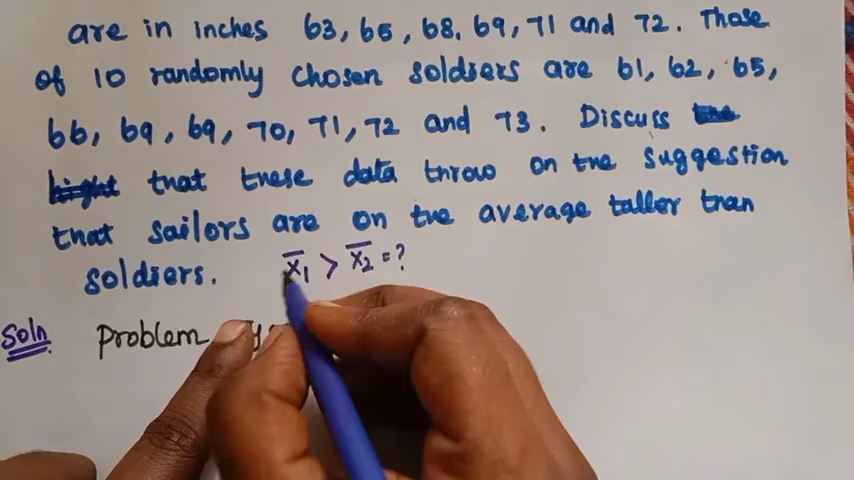 are in inches 63, 65, 68, 69, 71 and 72. Those
of 10 randomly chosen soldiers are 61, 62, 65,
66, 69, 69, 70, 71, 72 and 73. Discuss the
hight that these data throw on the suggestion
that sailors are on the average taller than
soldiers. x̄₁ > x̄₂ = ?
Soln Problem